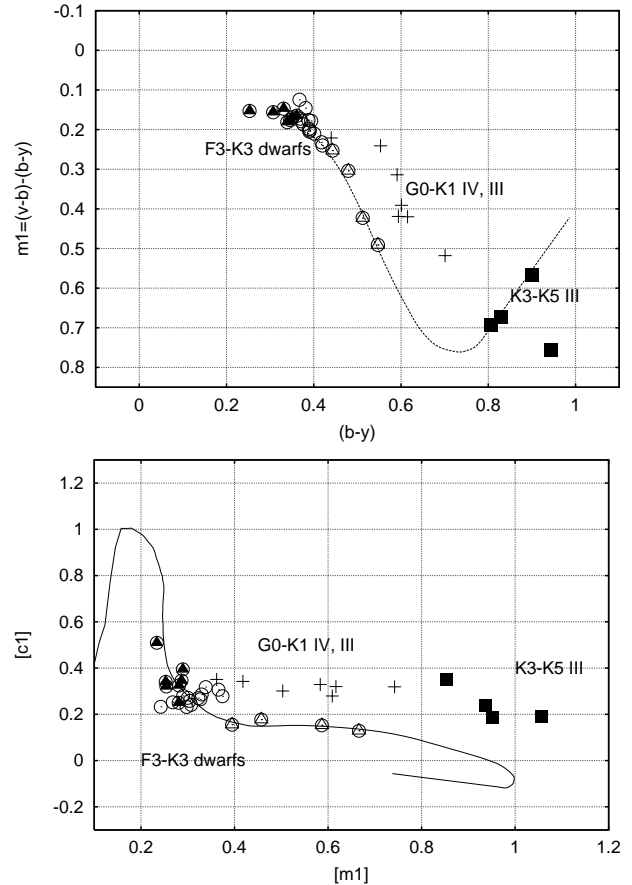 -0.1
0
0.1
0.2
0.3
0.4
0.5
0.6
0.7
0.8
m1=(v-b)-(b-y)
F3-K3 dwarfs
G0-K1 IV, III
K3-K5 III
0 0.2 0.4 0.6 0.8 1
(b-y)
1.2
1
0.8
0.6
0.4
0.2
0
-0.2
[c1]
G0-K1 IV, III
K3-K5 III
F3-K3 dwarfs
0.2 0.4 0.6 0.8 1 1.2
[m1]